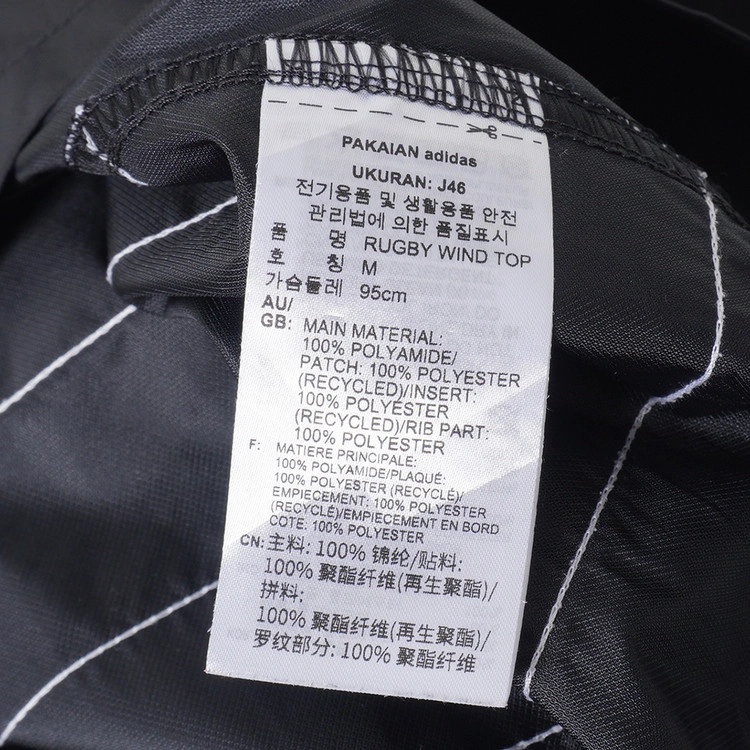 PAKAIAN adidas
UKURAN: J46
전기용품 및 생활용품 안전
관리법에 의한 품질표시
품 명 RUGBY WIND TOP
호 칭 M
가슴둘레 95cm
AU/
GB: MAIN MATERIAL:
100% POLYAMIDE/
PATCH: 100% POLYESTER
(RECYCLED)/INSERT:
100% POLYESTER
(RECYCLED)/RIB PART:
100% POLYESTER
F: MATIERE PRINCIPALE:
100% POLYAMIDE/PLAQUÉ:
100% POLYESTER (RECYCLÉ)/
EMPIECEMENT: 100% POLYESTER
(RECYCLÉ)/EMPIECEMENT EN BORD
COTE: 100% POLYESTER
CN: 主料: 100% 锦纶/贴料:
100% 聚酯纤维(再生聚酯)/
拼料:
100% 聚酯纤维(再生聚酯)/
罗纹部分: 100% 聚酯纤维